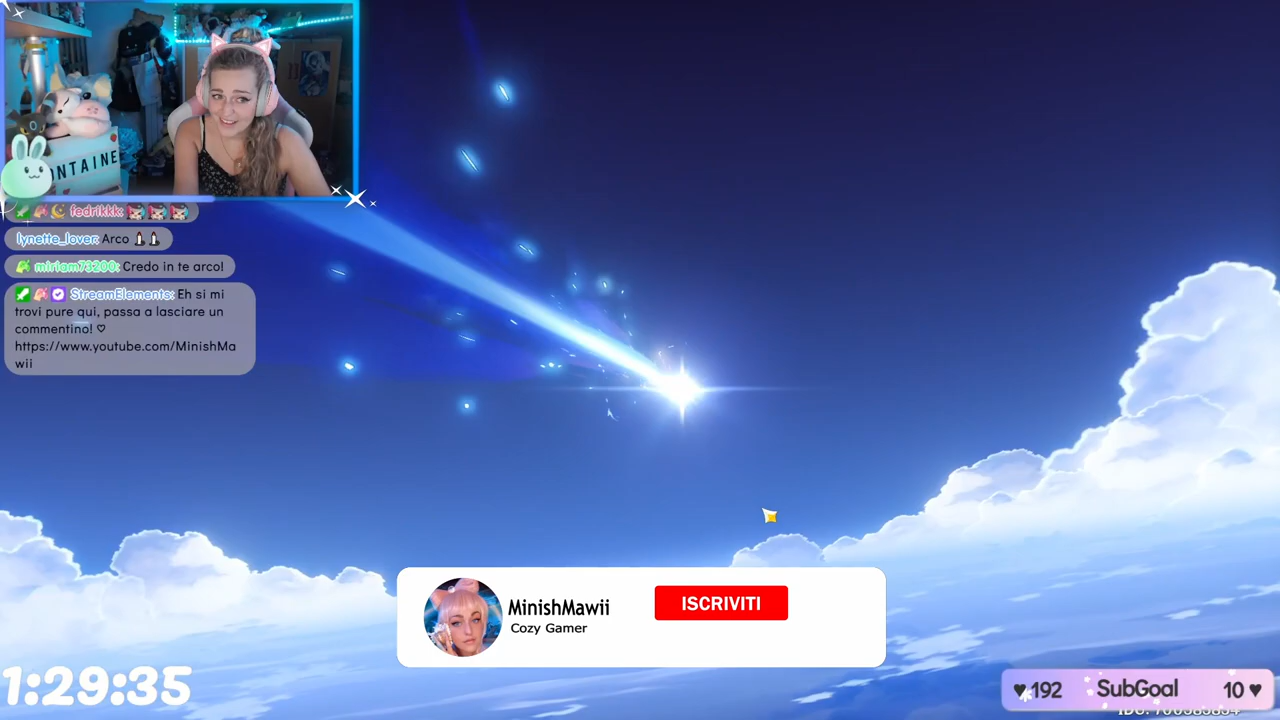 ONTAINE
fedrikkk:
lynette_lover: Arco
miriam73200: Credo in te arco!
StreamElements: Eh si mi
trovi pure qui, passa a lasciare un
commentino! ♡
https://www.youtube.com/MinishMa
wii
MinishMawii
Cozy Gamer
ISCRIVITI
1:29:35
♥192 SubGoal 10♥